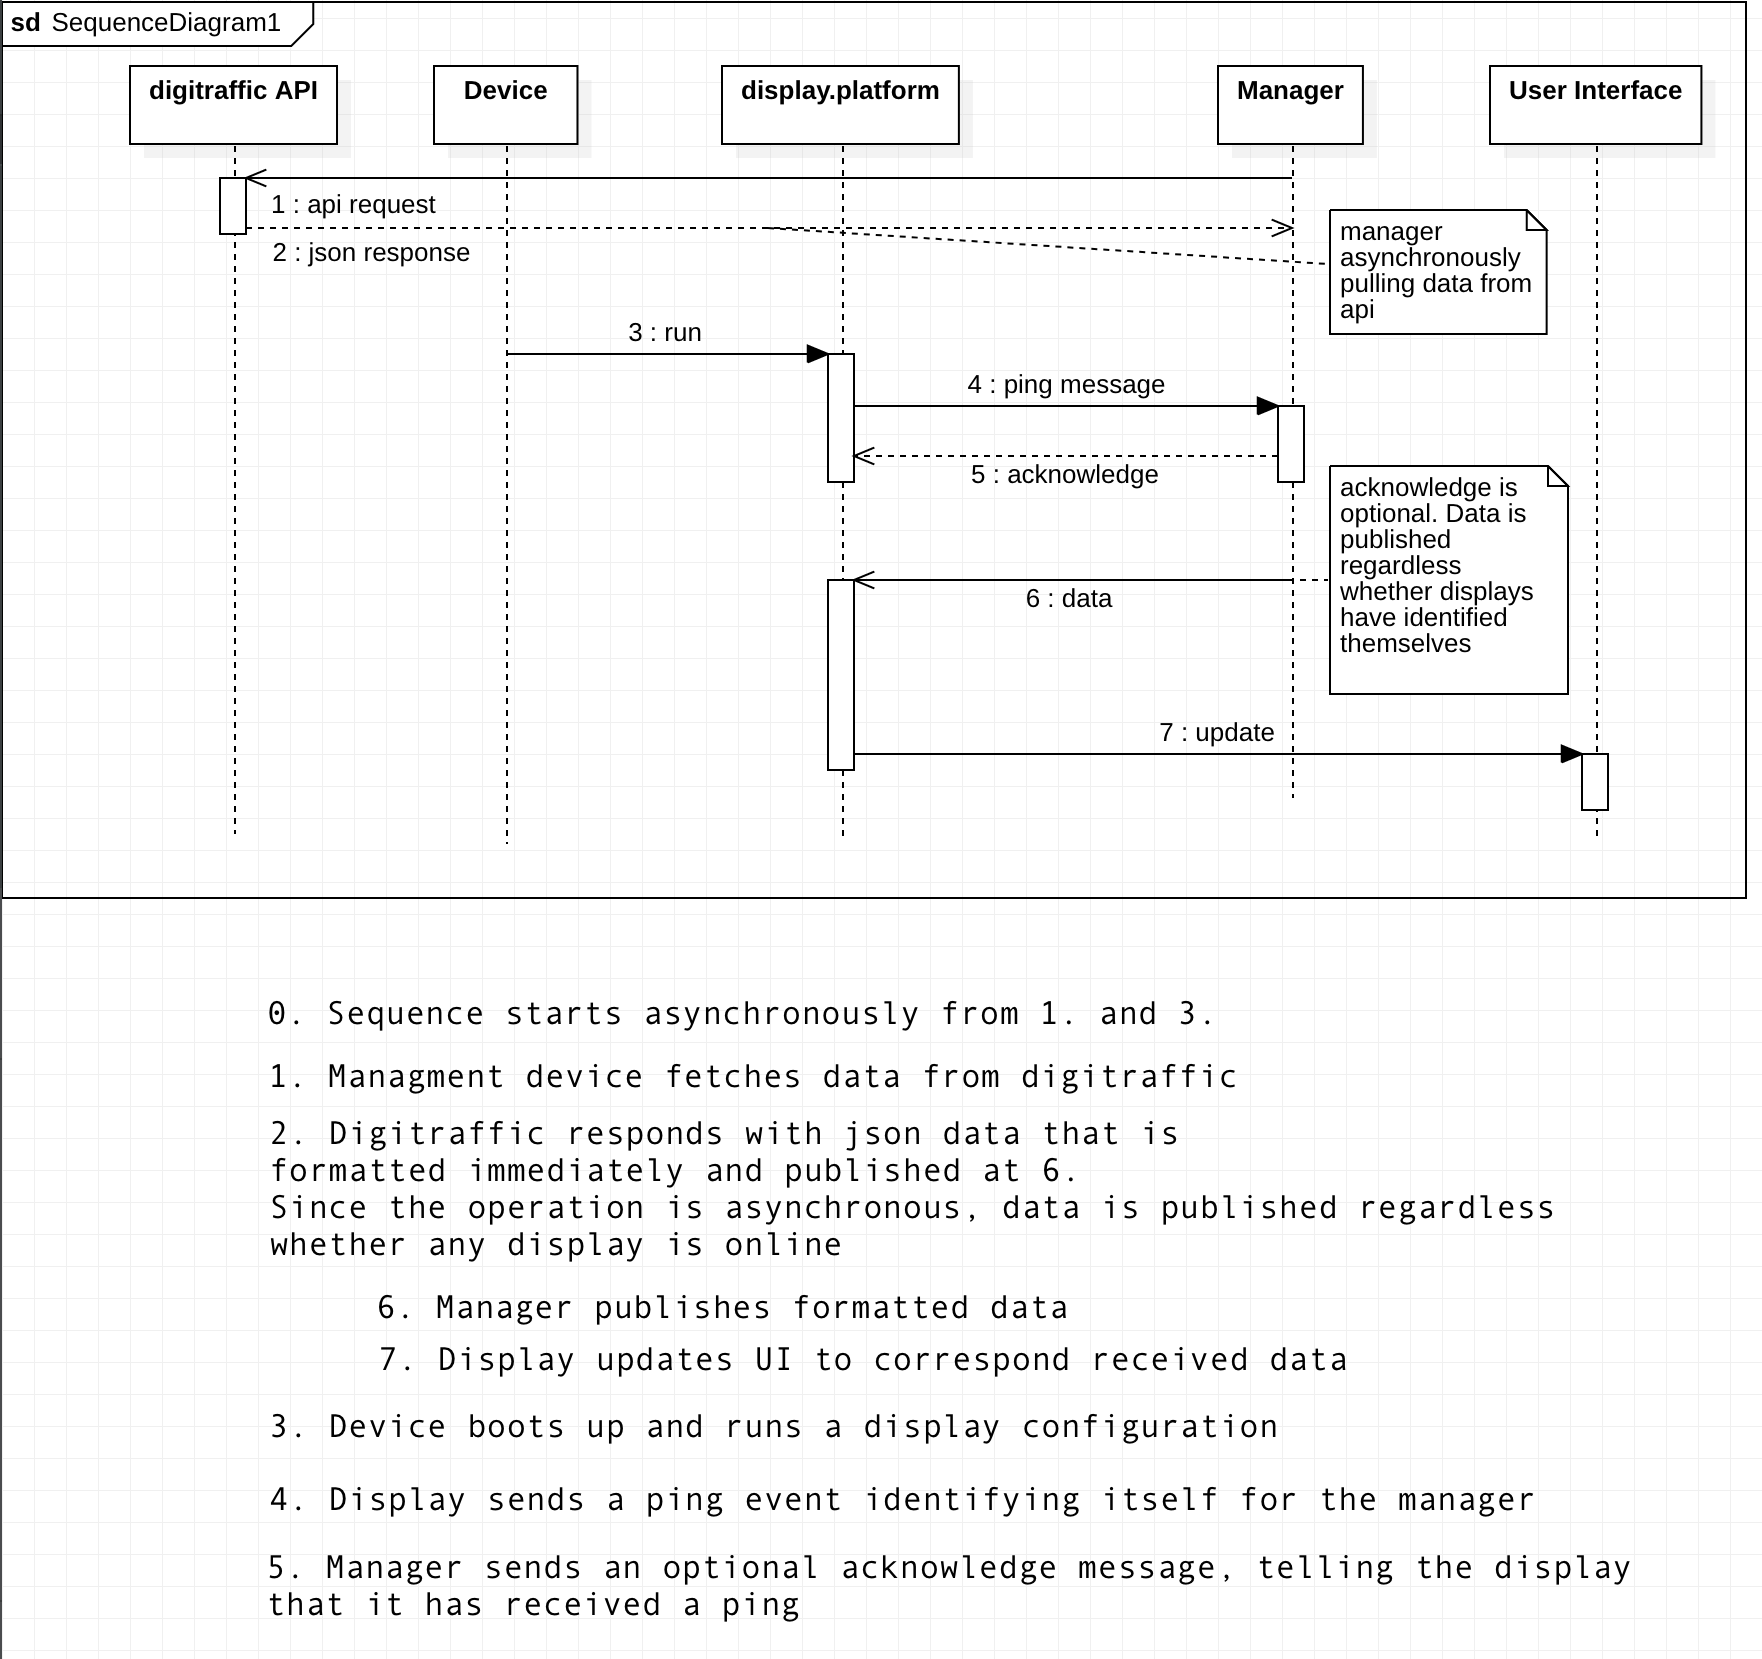 sd SequenceDiagram1
digitraffic API
Device
display.platform
Manager
User Interface
1 : api request
2 : json response
manager
asynchronously
pulling data from
api
3 : run
4 : ping message
5 : acknowledge
acknowledge is
optional. Data is
published
regardless
whether displays
have identified
themselves
6 : data
7 : update
0. Sequence starts asynchronously from 1. and 3.
1. Managment device fetches data from digitraffic
2. Digitraffic responds with json data that is
formatted immediately and published at 6.
Since the operation is asynchronous, data is published regardless
whether any display is online
6. Manager publishes formatted data
7. Display updates UI to correspond received data
3. Device boots up and runs a display configuration
4. Display sends a ping event identifying itself for the manager
5. Manager sends an optional acknowledge message, telling the display
that it has received a ping